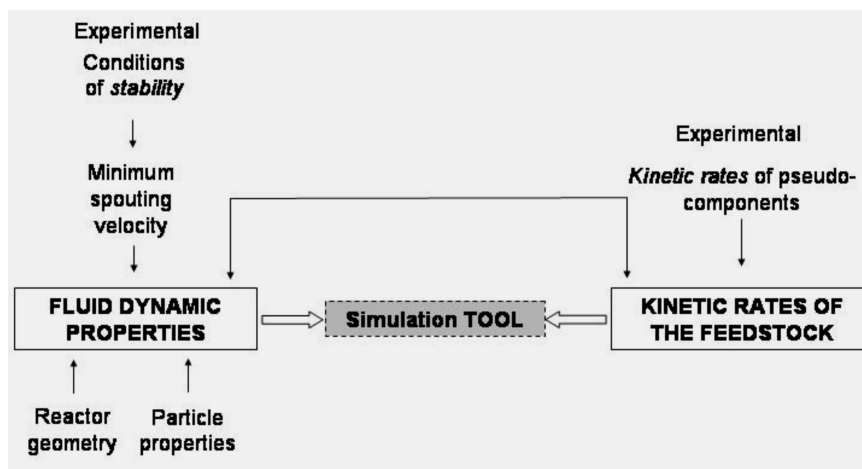 Experimental
Conditions
of stability
Minimum
spouting
velocity
Experimental
Kinetic rates of pseudo-
components
FLUID DYNAMIC
PROPERTIES
Simulation TOOL
KINETIC RATES OF
THE FEEDSTOCK
Reactor
geometry
Particle
properties